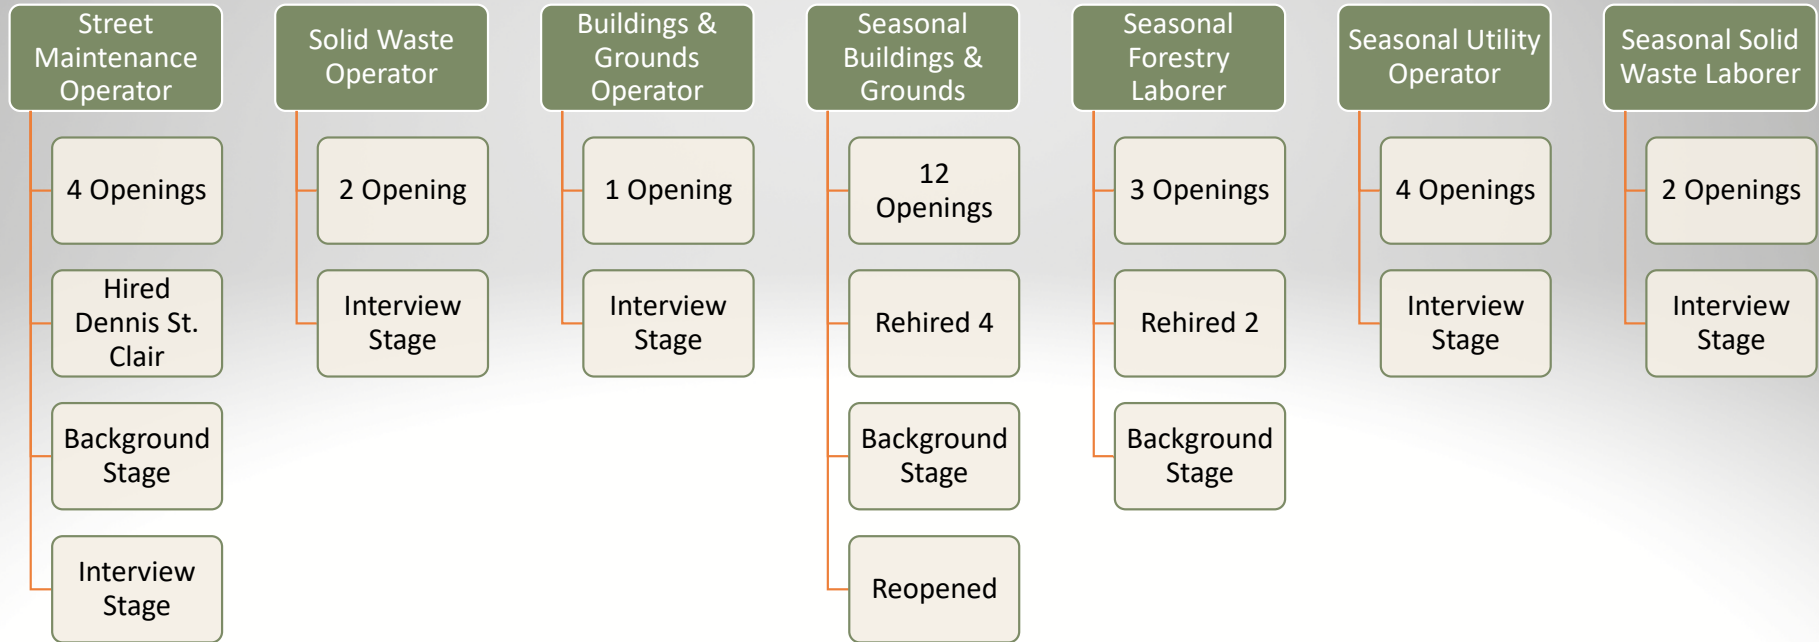 Street
Maintenance
Operator
4 Openings
Hired
Dennis St.
Clair
Background
Stage
Interview
Stage
Solid Waste
Operator
2 Opening
Interview
Stage
Buildings &
Grounds
Operator
1 Opening
Interview
Stage
Seasonal
Buildings &
Grounds
12
Openings
Rehired 4
Background
Stage
Reopened
Seasonal
Forestry
Laborer
3 Openings
Rehired 2
Background
Stage
Seasonal Utility
Operator
4 Openings
Interview
Stage
Seasonal Solid
Waste Laborer
2 Openings
Interview
Stage